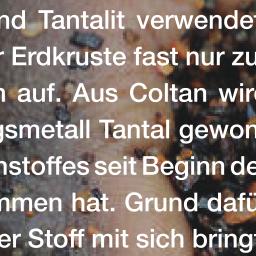 nd Tantalit verwendet
r Erdkruste fast nur zu
n auf. Aus Coltan wir
gsmetall Tantal gewon
nstoffes seit Beginn de
mmen hat. Grund dafü
er Stoff mit sich bringt